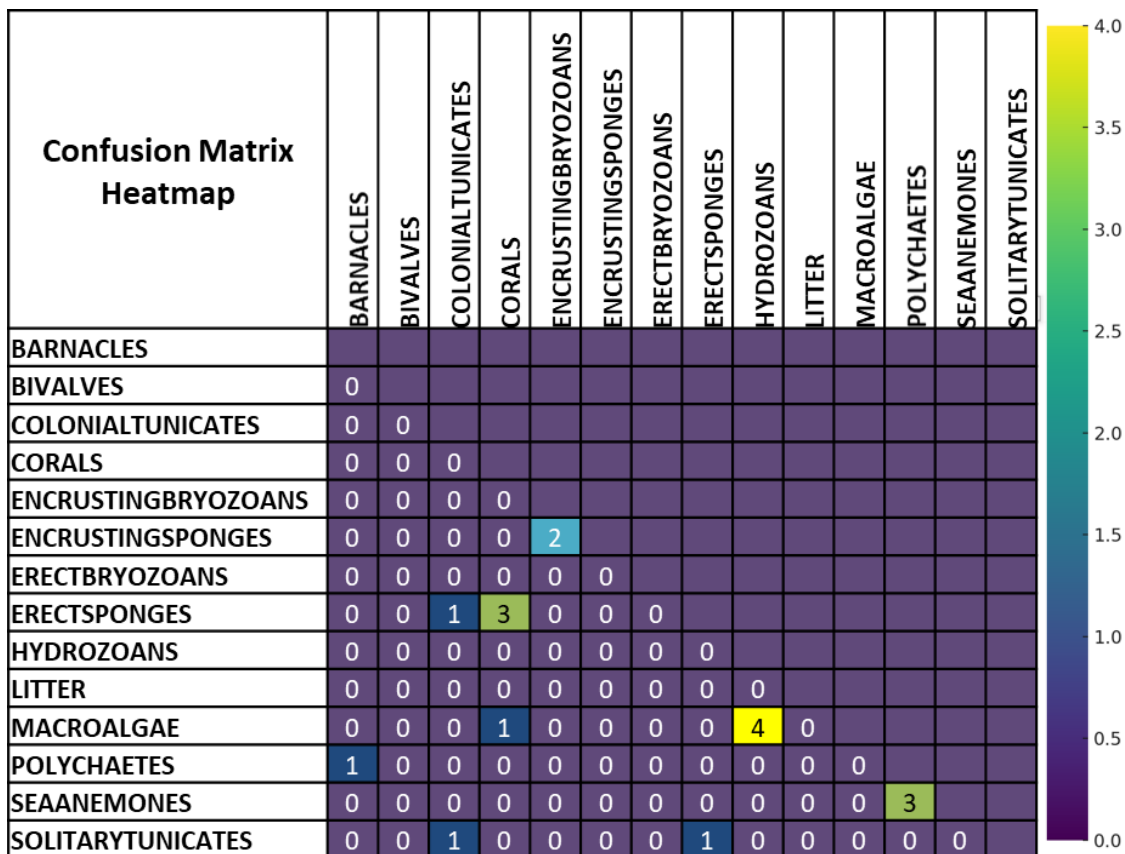 Confusion Matrix
Heatmap
BARNACLES
BIVALVES
COLONIALTUNICATES
CORALS
ENCRUSTINGBRYOZOANS
ENCRUSTINGSPONGES
ERECTBRYOZOANS
ERECTSPONGES
HYDROZOANS
LITTER
MACROALGAE
POLYCHAETES
SEAANEMONES
SOLITARYTUNICATES
BARNACLES
BIVALVES 0
COLONIALTUNICATES 0 0
CORALS 0 0 0
ENCRUSTINGBRYOZOANS 0 0 0 0
ENCRUSTINGSPONGES 0 0 0 0 2
ERECTBRYOZOANS 0 0 0 0 0 0
ERECTSPONGES 0 0 1 3 0 0 0
HYDROZOANS 0 0 0 0 0 0 0 0
LITTER 0 0 0 0 0 0 0 0 0
MACROALGAE 0 0 0 1 0 0 0 0 4 0
POLYCHAETES 1 0 0 0 0 0 0 0 0 0 0
SEAANEMONES 0 0 0 0 0 0 0 0 0 0 0 3
SOLITARYTUNICATES 0 0 1 0 0 0 0 1 0 0 0 0 0
4.0
3.5
3.0
2.5
2.0
1.5
1.0
0.5
0.0